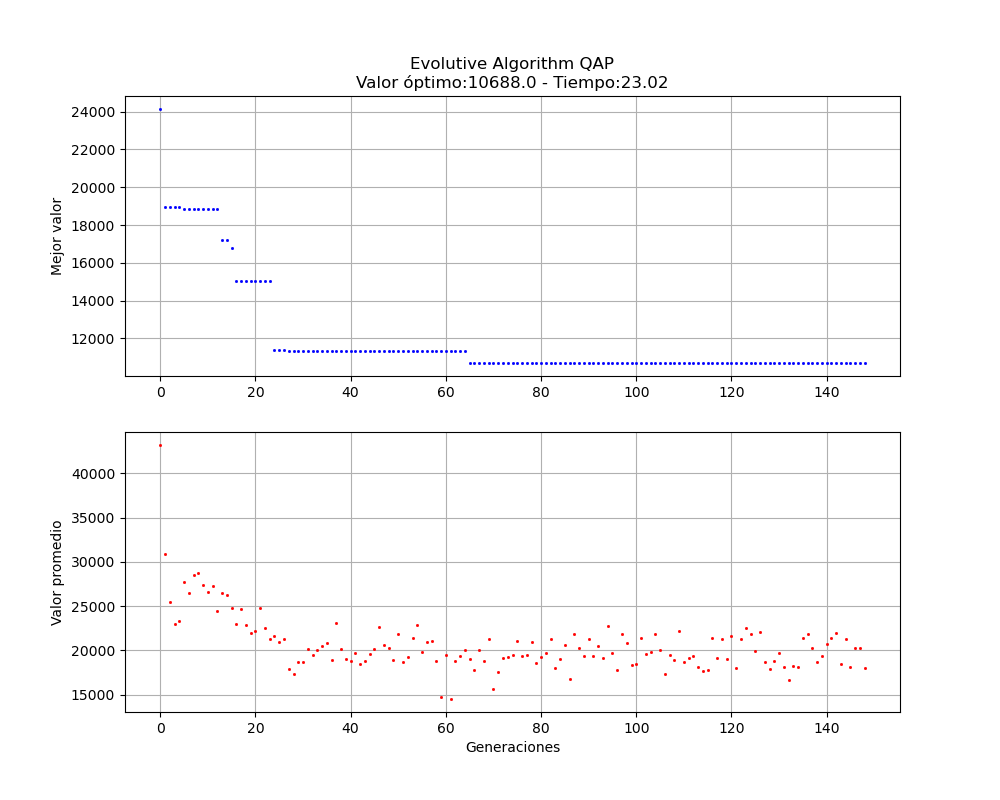 Evolutive Algorithm QAP
Valor óptimo:10688.0 - Tiempo:23.02
Mejor valor
24000
22000
20000
18000
16000
14000
12000
0 20 40 60 80 100 120 140
Valor promedio
40000
35000
30000
25000
20000
15000
0 20 40 60 80 100 120 140
Generaciones